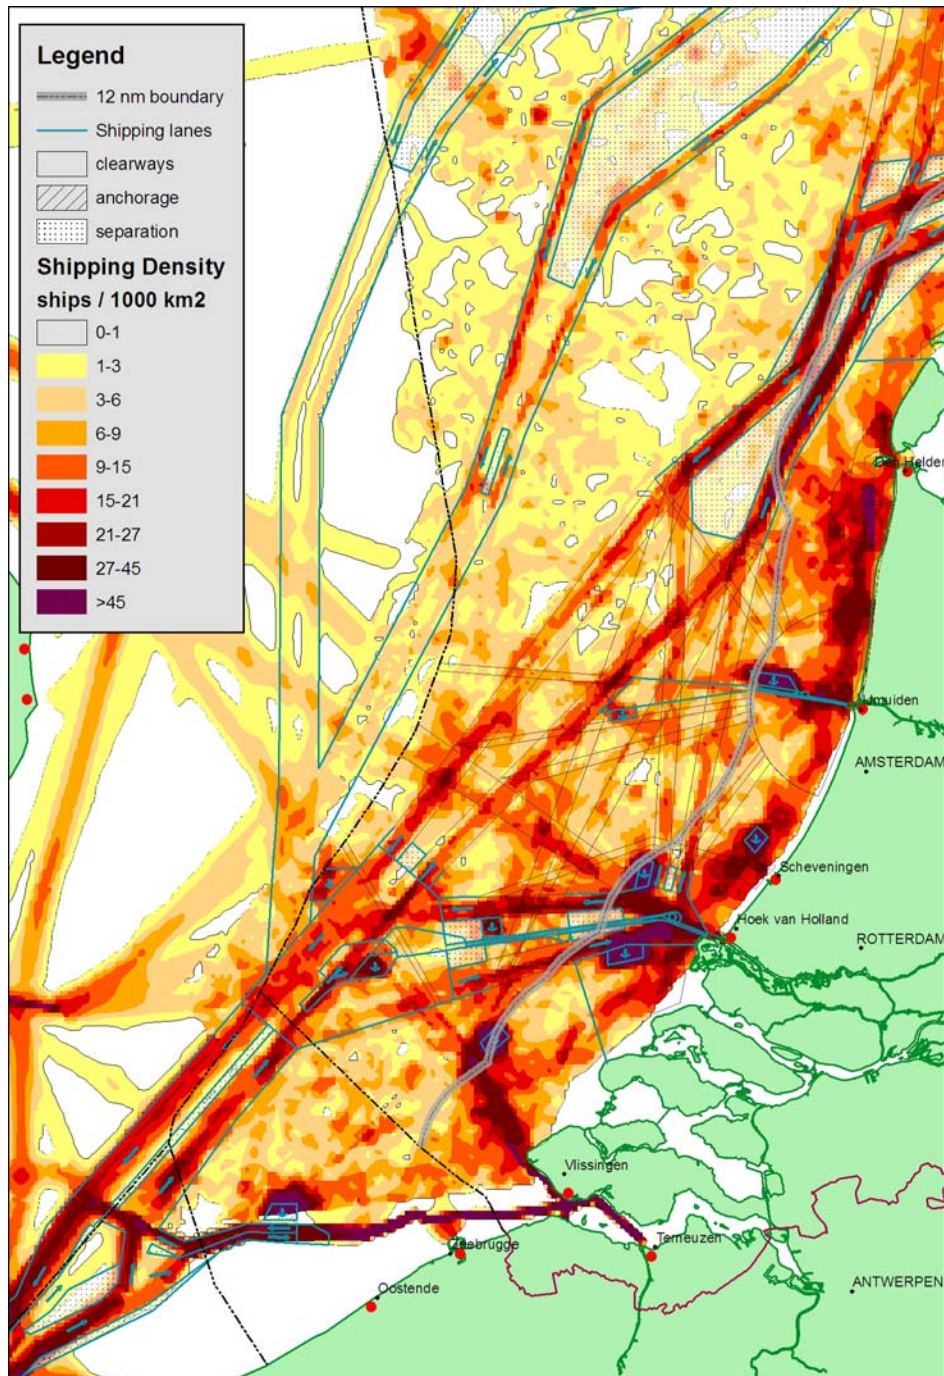 Legend
12 nm boundary
Shipping lanes
clearways
anchorage
separation
Shipping Density
ships / 1000 km2
0-1
1-3
3-6
6-9
9-15
15-21
21-27
27-45
>45
Den Helder
IJmuiden
AMSTERDAM
Scheveningen
Hoek van Holland
ROTTERDAM
Vlissingen
Zeebrugge
Terneuzen
Oostende
ANTWERPEN